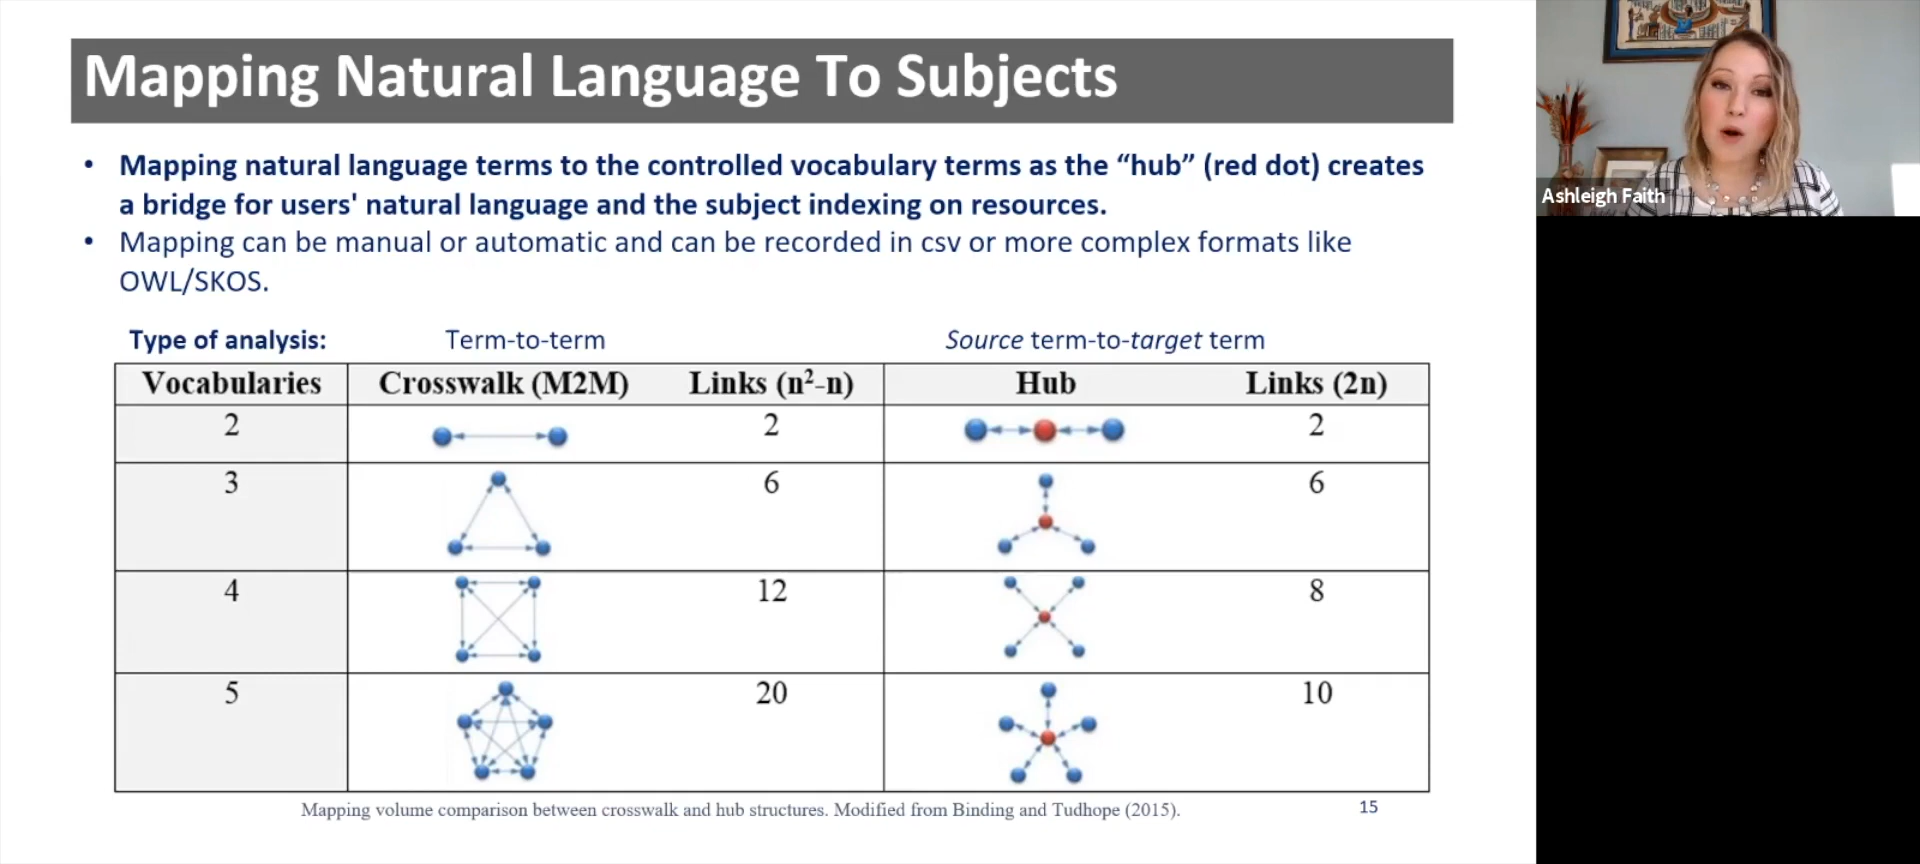 Mapping Natural Language To Subjects
• Mapping natural language terms to the controlled vocabulary terms as the “hub” (red dot) creates
a bridge for users' natural language and the subject indexing on resources.
• Mapping can be manual or automatic and can be recorded in csv or more complex formats like
OWL/SKOS.
Type of analysis: Term-to-term Source term-to-target term
Vocabularies Crosswalk (M2M) Links (n²-n) Hub Links (2n)
2 2 2
3 6 6
4 12 8
5 20 10
Mapping volume comparison between crosswalk and hub structures. Modified from Binding and Tudhope (2015).
15
Ashleigh Faith